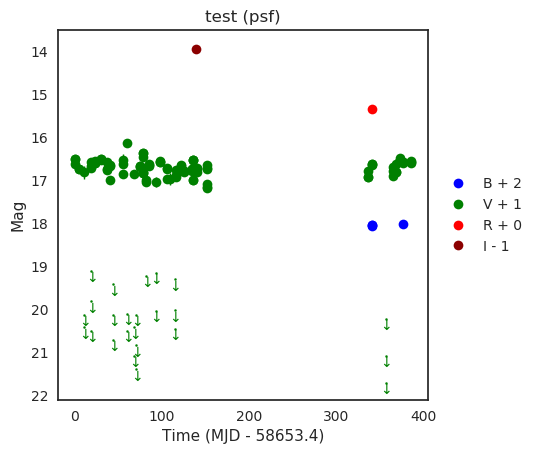 test (psf)
14
15
16
17
18
19
20
21
22
Mag
0
100
200
300
400
Time (MJD - 58653.4)
B + 2
V + 1
R + 0
I - 1